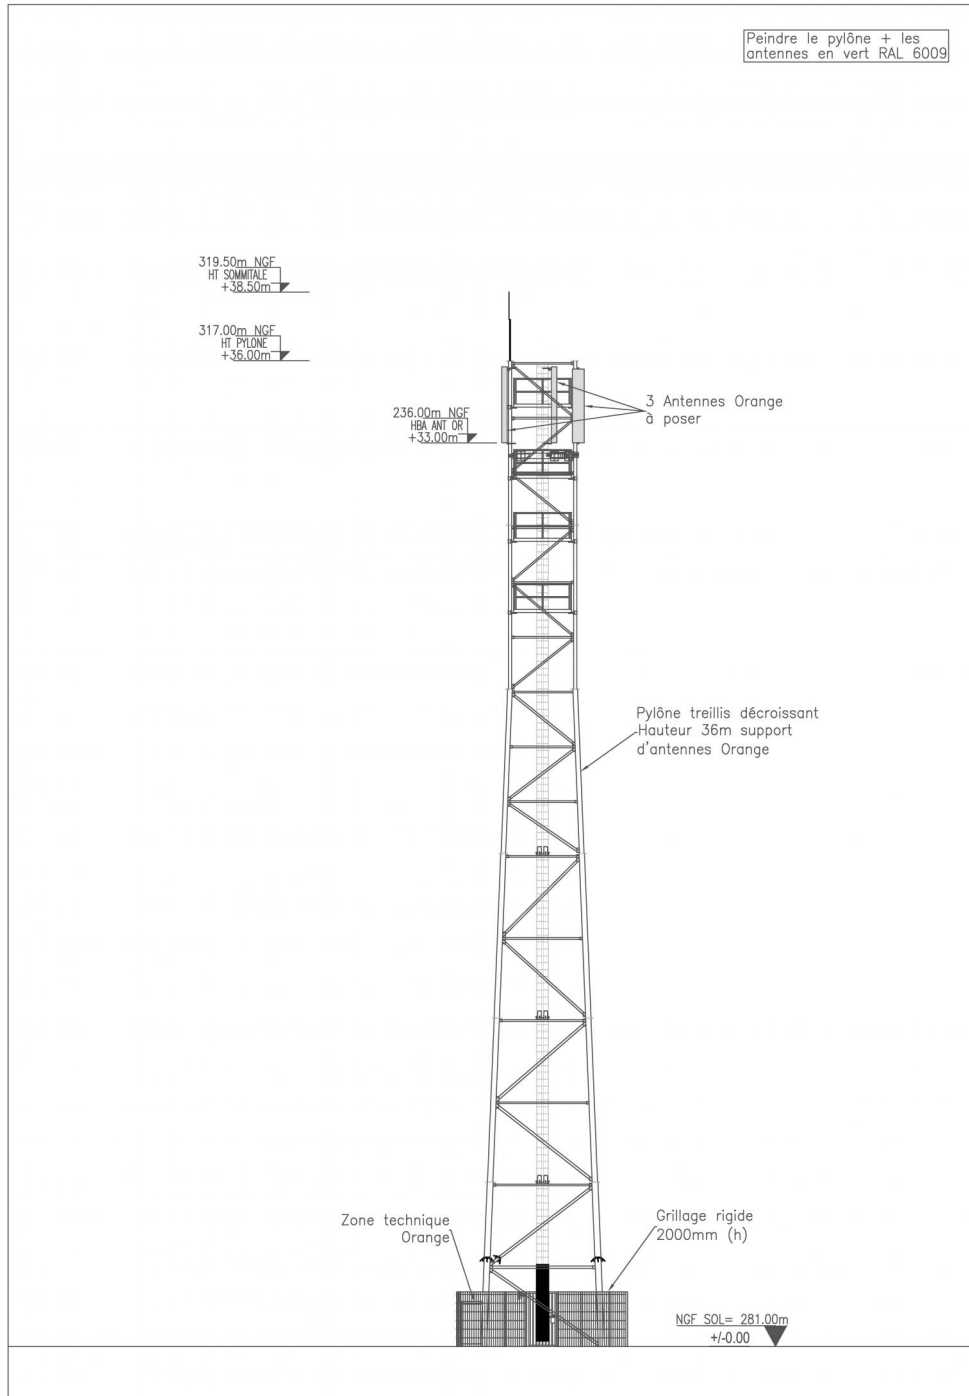 Peindre le pylône + les
antennes en vert RAL 6009
319.50m NGF
HT SOMMITALE
+38.50m
317.00m NGF
HT PYLONE
+36.00m
236.00m NGF
HBA ANT OR
+33.00m
3 Antennes Orange
à poser
Pylône treillis décroissant
Hauteur 36m support
d'antennes Orange
Zone technique
Orange
Grillage rigide
2000mm (h)
NGF SOL= 281.00m
+/-0.00